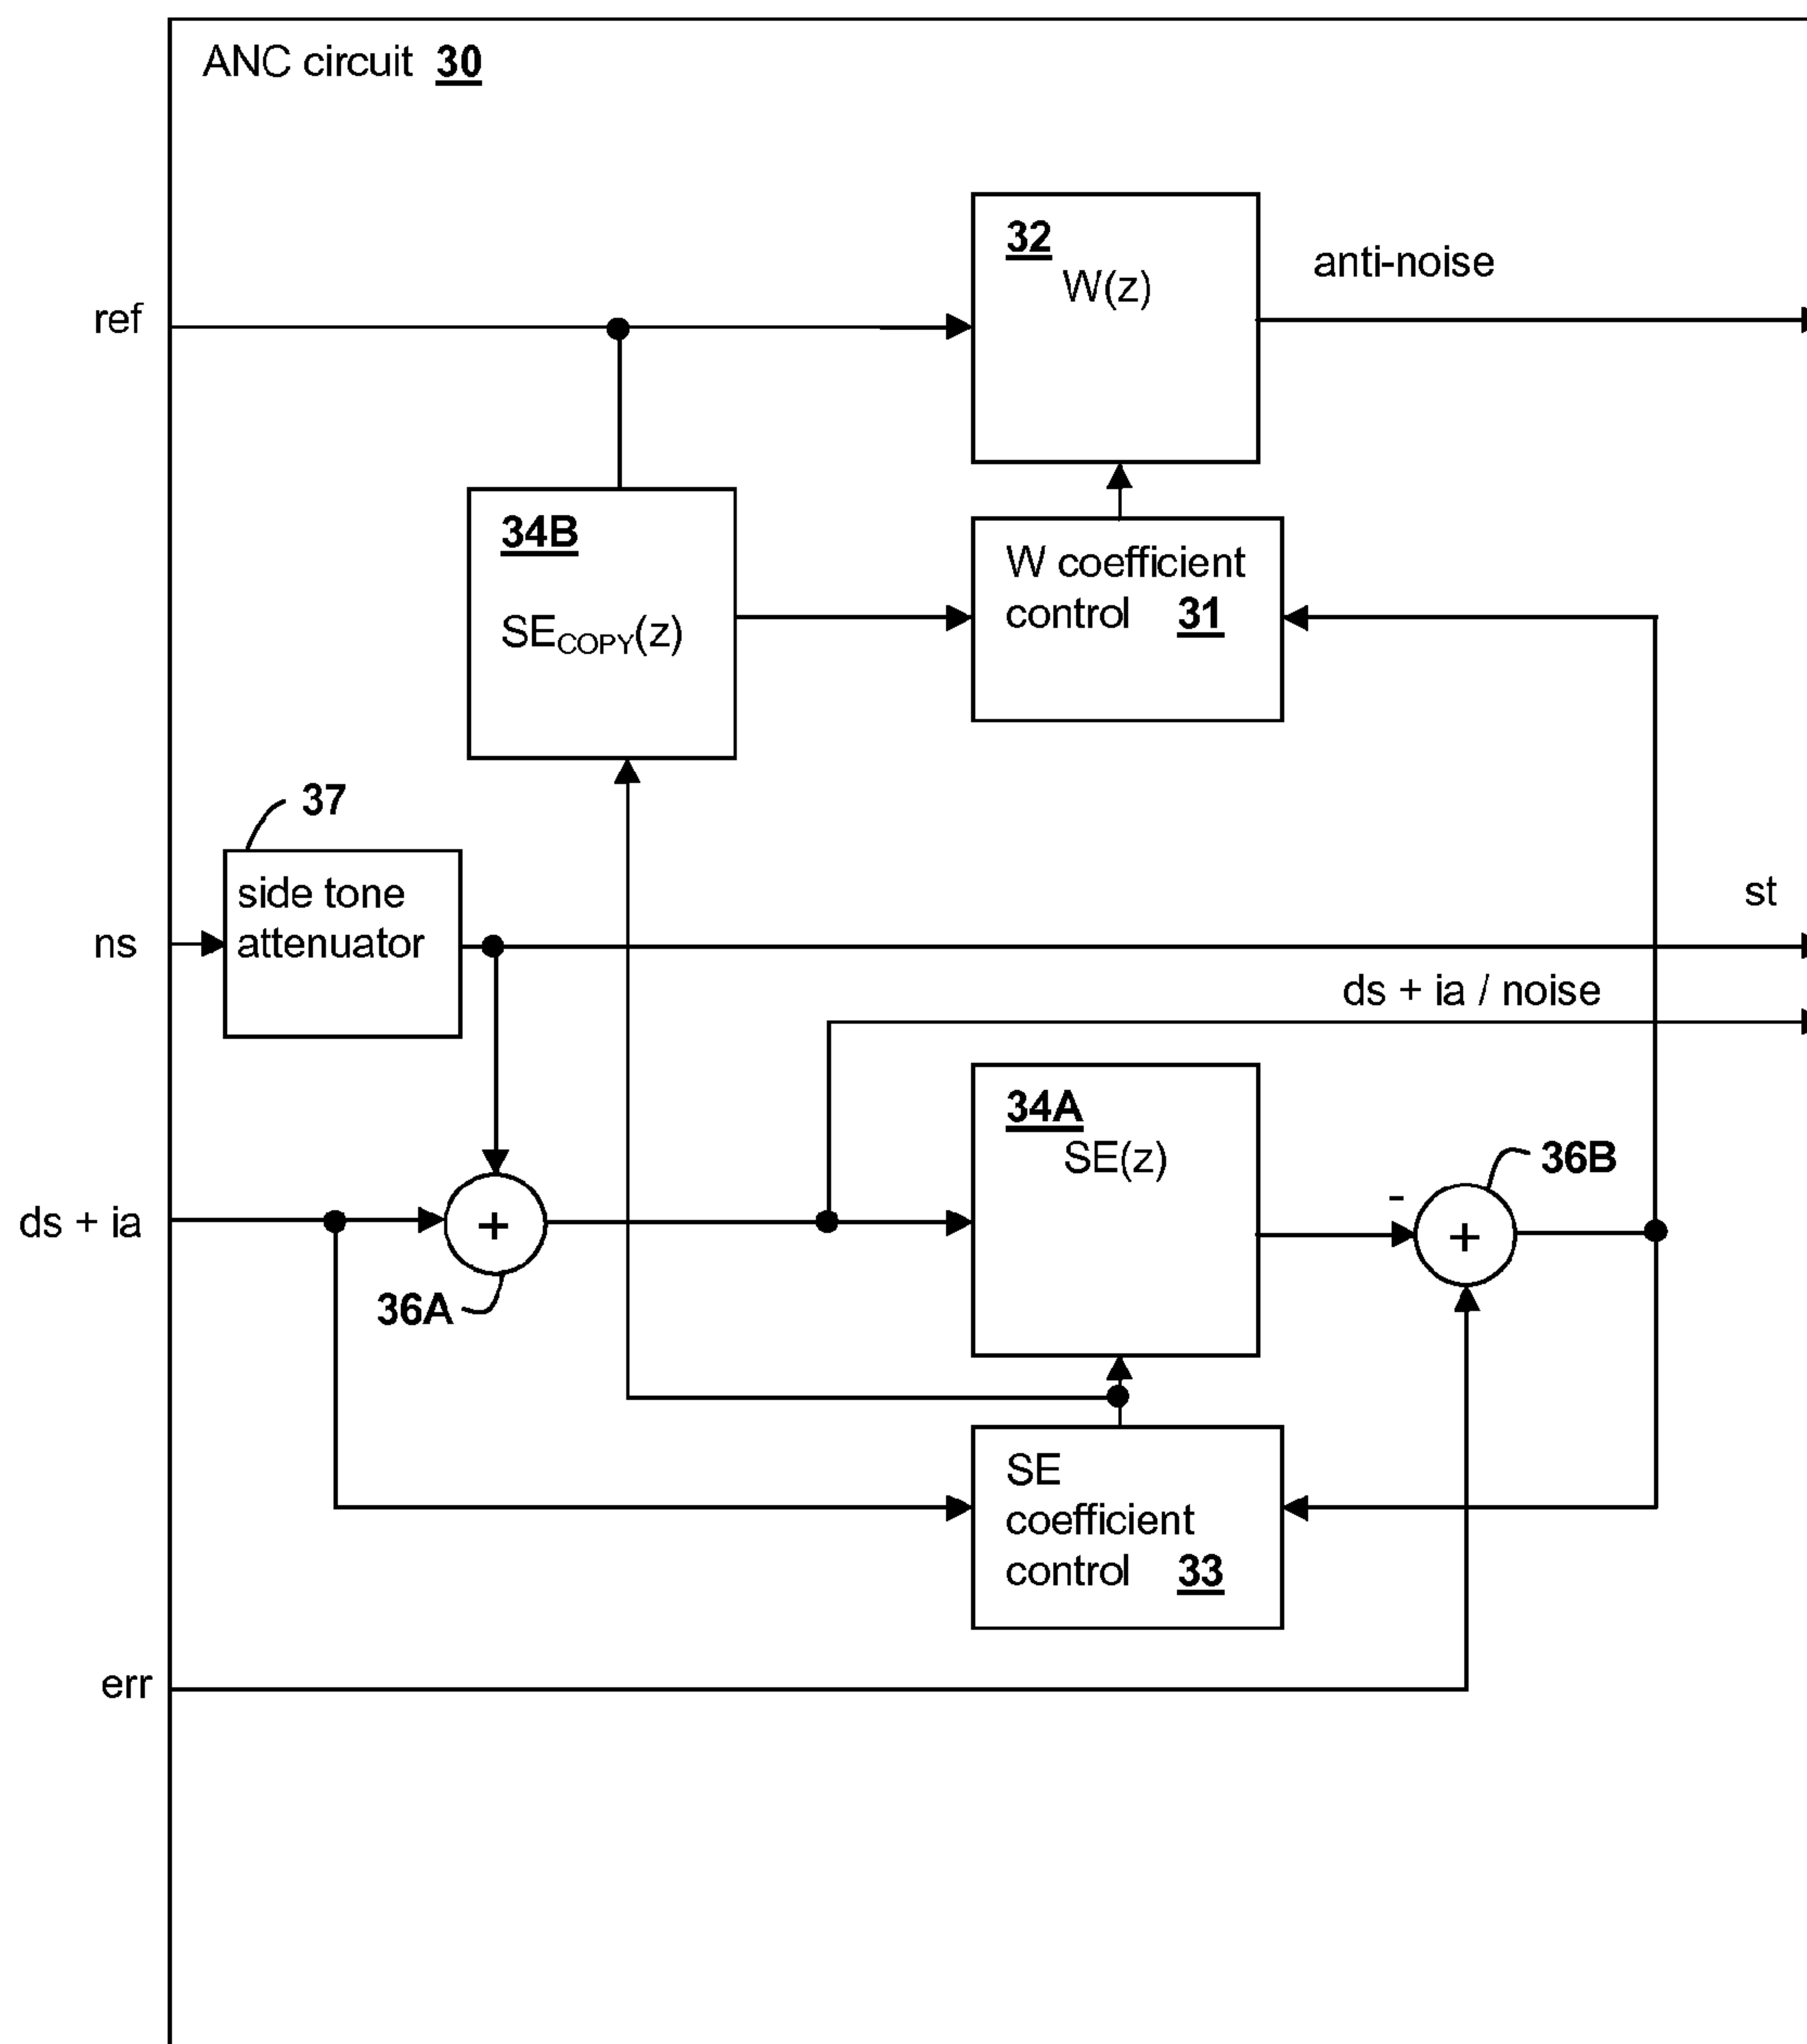 ANC circuit 30
32
W(z)
anti-noise
ref
34B
SECOPY(z)
W coefficient
control 31
37
side tone
attenuator
ns
st
ds + ia / noise
34A
SE(z)
36B
-
+
ds + ia
+
36A
SE
coefficient
control 33
err